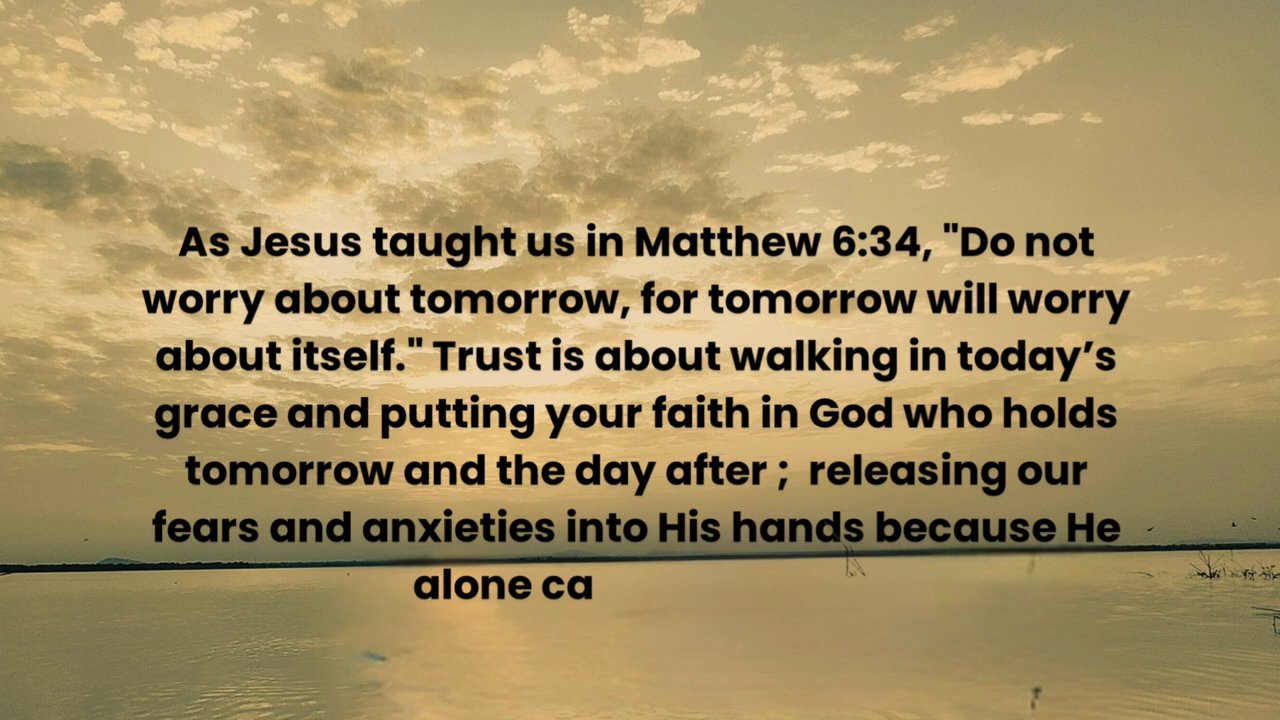 As Jesus taught us in Matthew 6:34, "Do not
worry about tomorrow, for tomorrow will worry
about itself." Trust is about walking in today’s
grace and putting your faith in God who holds
tomorrow and the day after ;  releasing our
fears and anxieties into His hands because He
alone ca